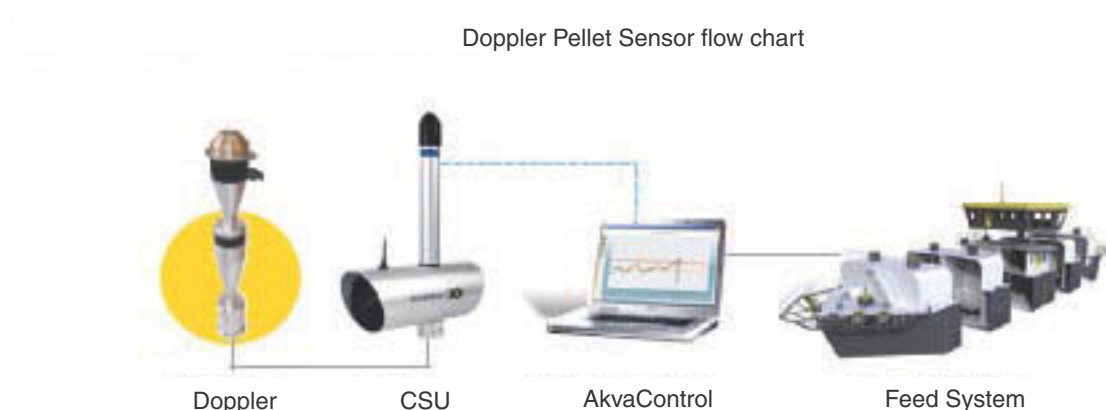 Doppler Pellet Sensor flow chart
Doppler
CSU
AkvaControl
Feed System